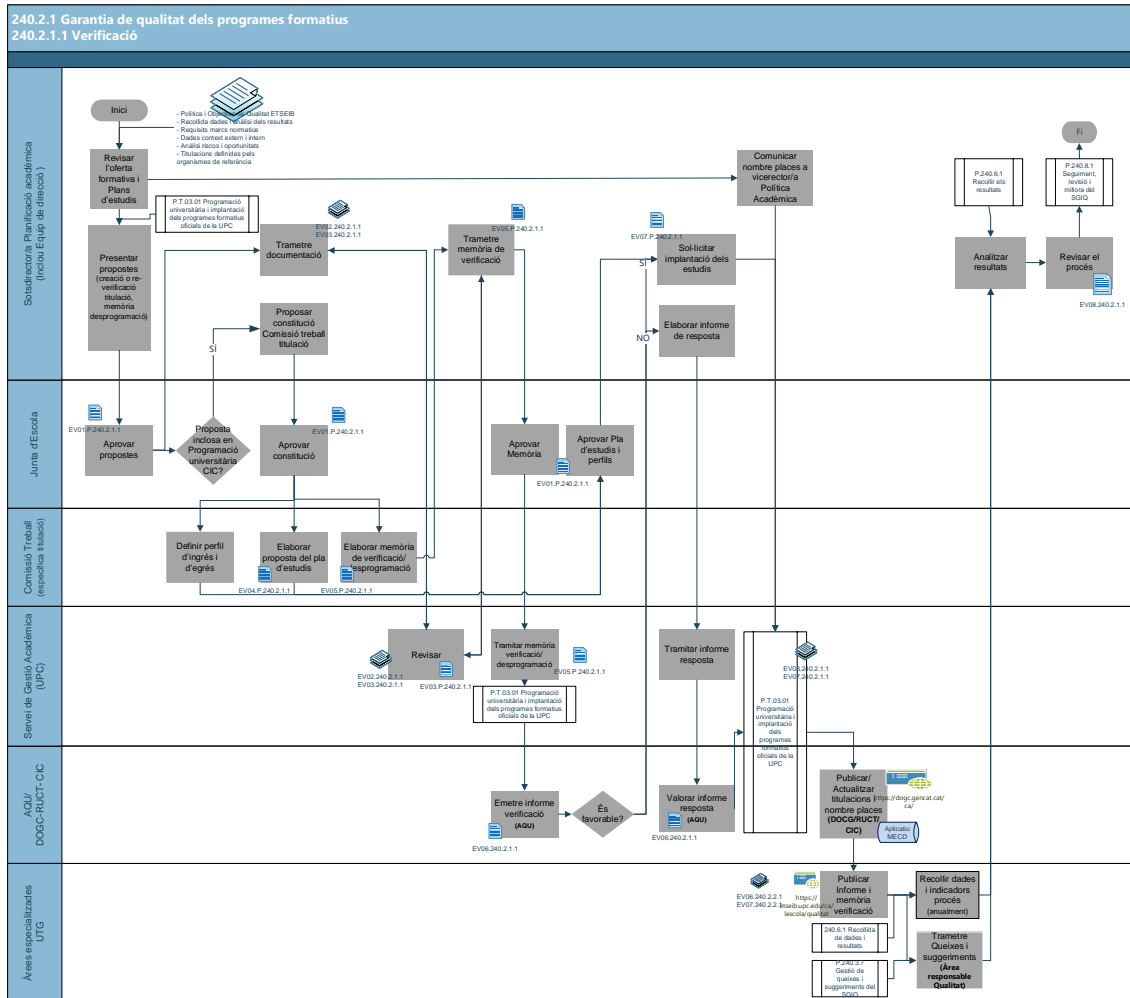 240.2.1 Garantia de qualitat dels programes formatius
240.2.1.1 Verificació
Sotsdirector/a Planificació acadèmica
(Inclou Equip de direcció )
Inici
- Política i Objectius de Qualitat ETSEIB
- Recollida dades i anàlisi dels resultats
- Requisits marcs normatius
- Dades context extern i intern
- Anàlisi riscos i oportunitats
- Titulacions definides pels
organismes de referència
Revisar
l'oferta
formativa i
Plans
d'estudis
P.T.03.01 Programació
universitària i implantació
dels programes formatius
oficials de la UPC
Presentar
propostes
(creació o re-
verificació
titulació,
memòria
desprogramació)
EV02.240.2.1.1
EV03.240.2.1.1
Trametre
documentació
Proposar
constitució
Comissió treball
titulació
SÍ
EV05.P.240.2.1.1
Trametre
memòria de
verificació
EV07.P.240.2.1.1
Sol·licitar
implantació dels
estudis
SÍ
NO
Elaborar informe
de resposta
Comunicar
nombre places a
vicerector/a
Política
Acadèmica
Fi
P.240.6.1
Recollir els
resultats
P.240.8.1
Seguiment,
revisió i
millora del
SGIQ
Analitzar
resultats
Revisar el
procés
EV08.240.2.1.1
Junta d'Escola
EV01.P.240.2.1.1
Aprovar
propostes
Proposta
inclosa en
Programació
universitària
CIC?
EV01.P.240.2.1.1
Aprovar
constitució
Aprovar
Memòria
EV01.P.240.2.1.1
Aprovar Pla
d'estudis i
perfils
Comissió Treball
(específica titulació)
Definir perfil
d'ingrés i
d'egrés
Elaborar
proposta del pla
d'estudis
EV04.P.240.2.1.1
Elaborar memòria
de verificació/
desprogramació
EV05.P.240.2.1.1
Servei de Gestió Acadèmica
(UPC)
EV02.240.2.1.1
EV03.240.2.1.1
Revisar
EV03.P.240.2.1.1
Tramitar memòria
verificació/
desprogramació
EV05.P.240.2.1.1
P.T.03.01 Programació
universitària i implantació
dels programes formatius
oficials de la UPC
Tramitar informe
resposta
P.T.03.01
Programació
universitària i
implantació
dels
programes
formatius
oficials de la
UPC
EV03.240.2.1.1
EV07.240.2.1.1
AQU/
DOGC-RUCT- CIC
Emetre informe
verificació
(AQU)
EV06.240.2.1.1
És
favorable?
Valorar informe
resposta
(AQU)
EV06.240.2.1.1
Publicar/
Actualitzar
titulacions i
nombre places
(DOCG/RUCT/
CIC)
https://dogc.gencat.cat/
ca/
Aplicatiu
MECD
Àrees especialitzades
UTG
EV06.240.2.2.1
EV07.240.2.2.1
https://
etseib.upc.edu/ca/
lescola/qualitat
Publicar
Informe i
memòria
verificació
Recollir dades
i indicadors
procés
(anualment)
240.6.1 Recollida
de dades i
resultats
P.240.3.7
Gestió de
queixes i
suggeriments del
SGIQ
Trametre
Queixes i
suggeriments
(Àrea
responsable
Qualitat)